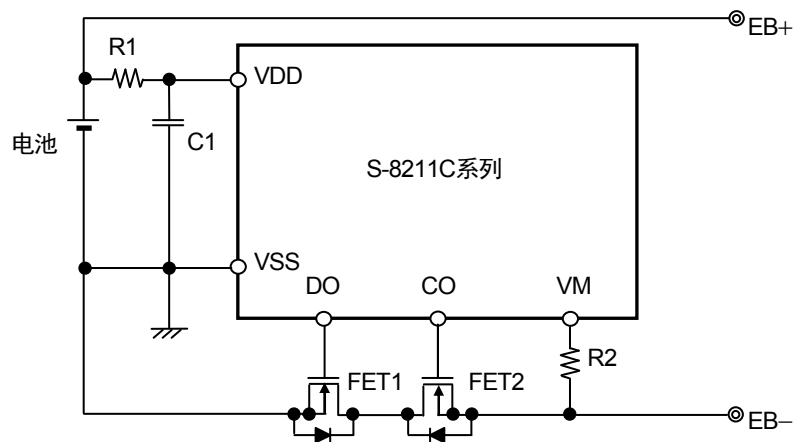 EB+
R1
VDD
C1
电池
S-8211C系列
VSS
DO
CO
VM
R2
FET1
FET2
EB−